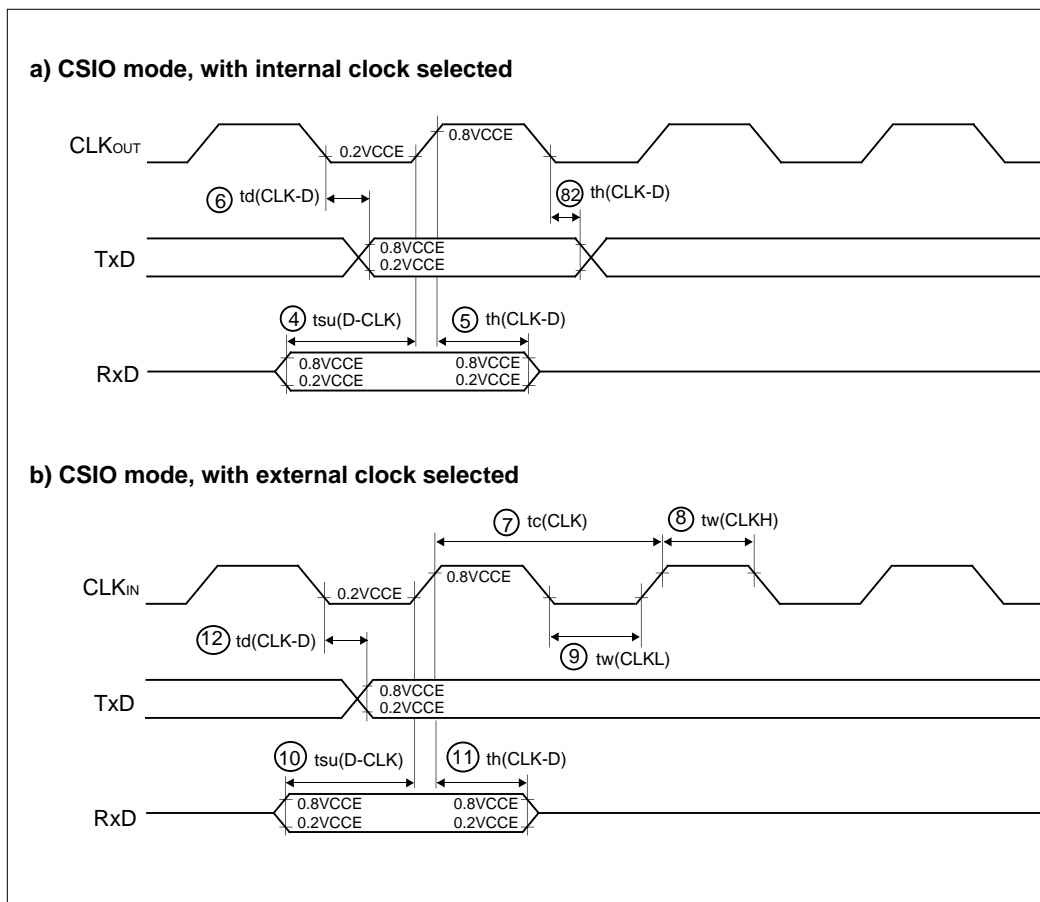 a) CSIO mode, with internal clock selected
CLKOUT
0.2VCCE
0.8VCCE
6 td(CLK-D)
82 th(CLK-D)
TxD
0.8VCCE
0.2VCCE
4 tsu(D-CLK)
5 th(CLK-D)
RxD
0.8VCCE 0.8VCCE
0.2VCCE 0.2VCCE
b) CSIO mode, with external clock selected
7 tc(CLK)
8 tw(CLKH)
CLKIN
0.2VCCE
0.8VCCE
12 td(CLK-D)
9 tw(CLKL)
TxD
0.8VCCE
0.2VCCE
10 tsu(D-CLK)
11 th(CLK-D)
RxD
0.8VCCE 0.8VCCE
0.2VCCE 0.2VCCE